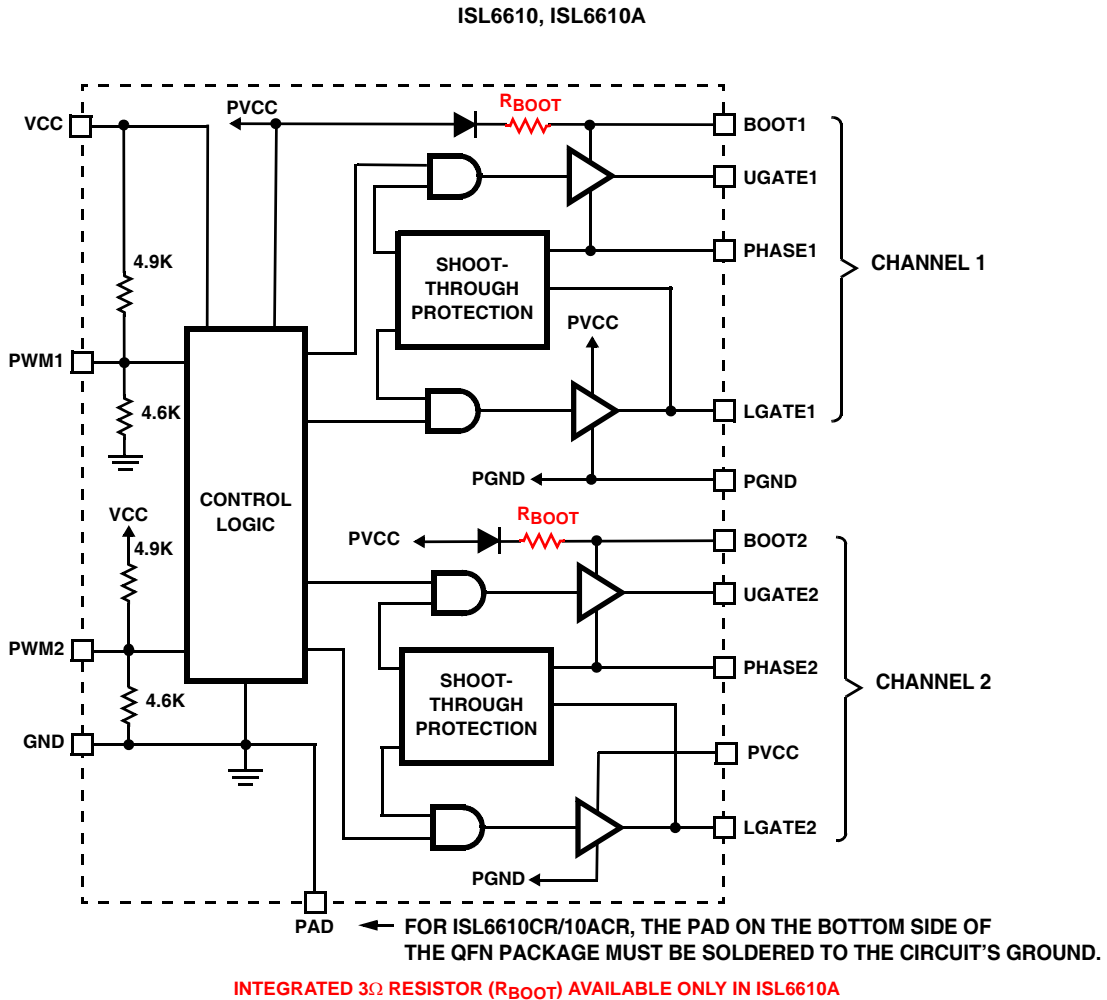 ISL6610, ISL6610A
VCC
PVCC
RBOOT
BOOT1
UGATE1
4.9K
SHOOT-
THROUGH
PROTECTION
PHASE1
CHANNEL 1
PVCC
PWM1
4.6K
LGATE1
PGND
PGND
CONTROL
LOGIC
VCC
4.9K
PVCC
RBOOT
BOOT2
UGATE2
PWM2
SHOOT-
THROUGH
PROTECTION
PHASE2
CHANNEL 2
4.6K
GND
PVCC
LGATE2
PGND
PAD
FOR ISL6610CR/10ACR, THE PAD ON THE BOTTOM SIDE OF
THE QFN PACKAGE MUST BE SOLDERED TO THE CIRCUIT'S GROUND.
INTEGRATED 3Ω RESISTOR (RBOOT) AVAILABLE ONLY IN ISL6610A